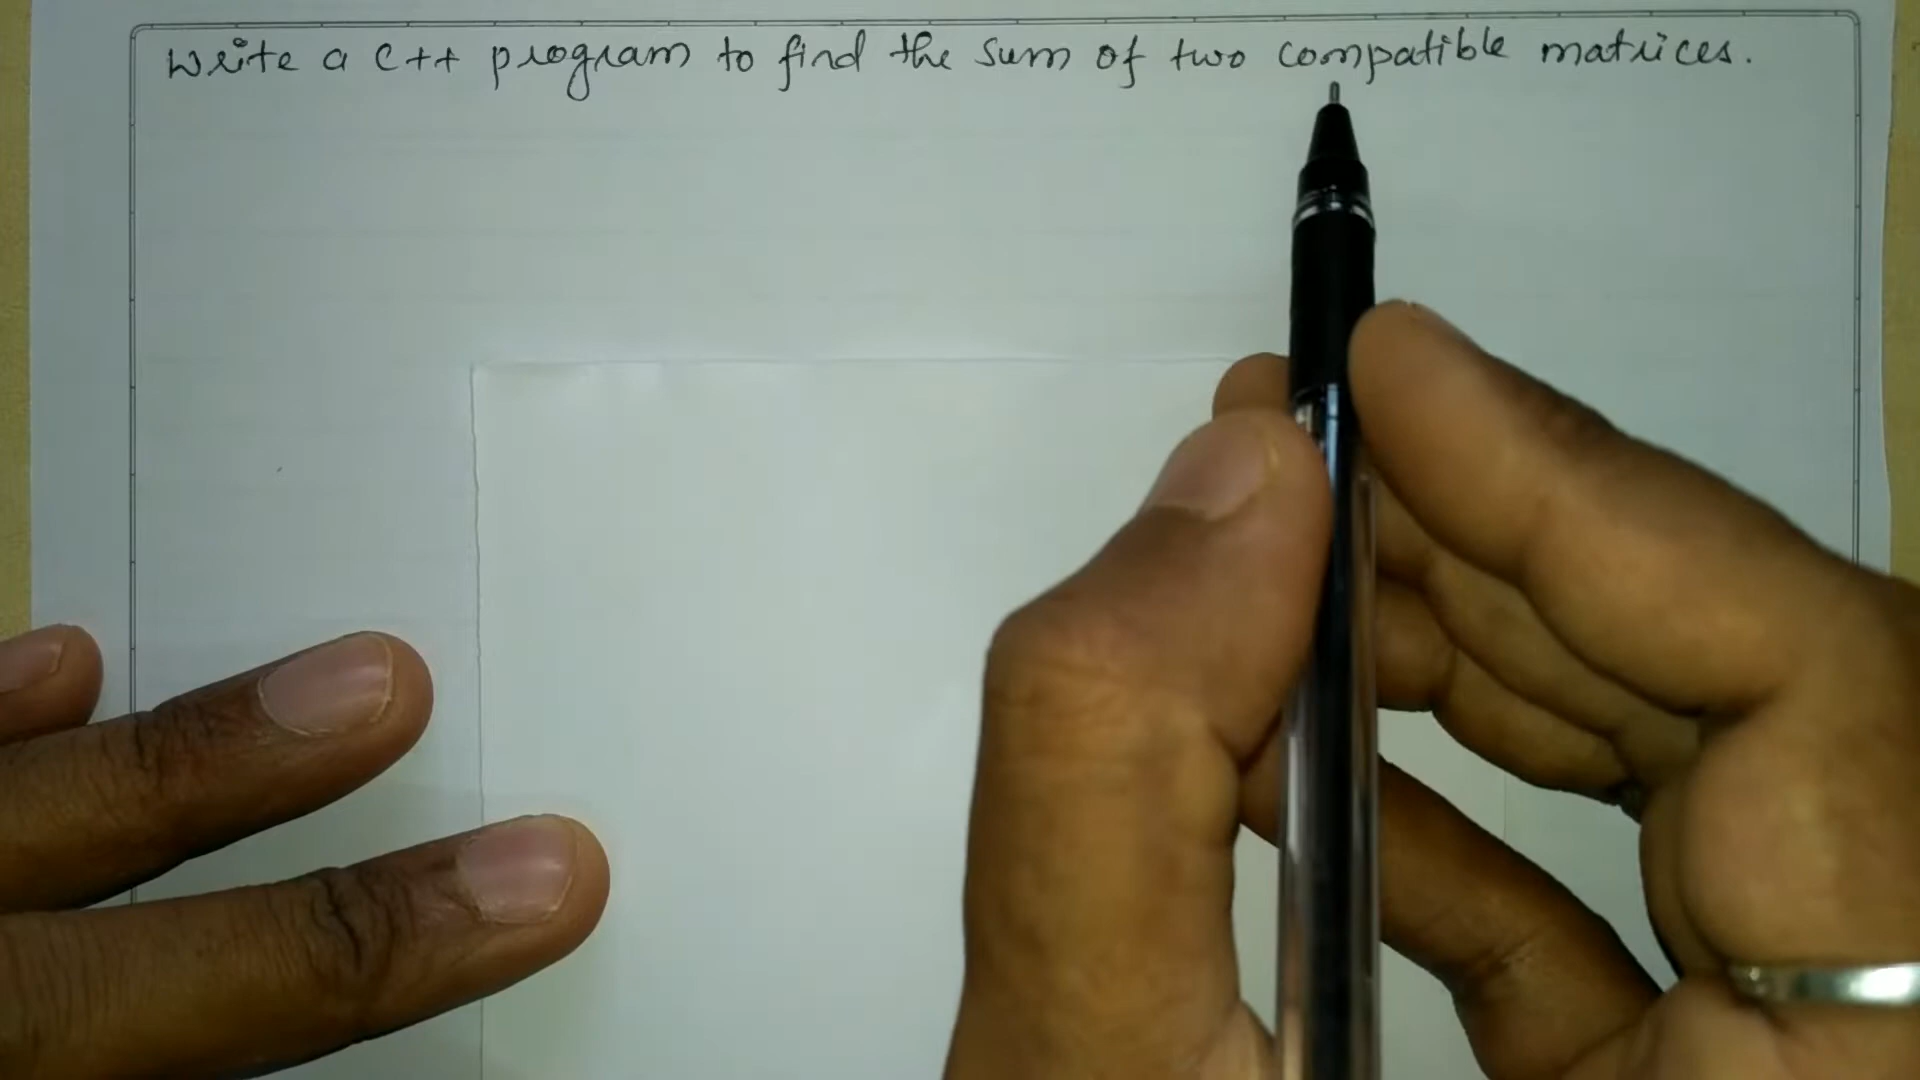 Write a C++ program to find the sum of two compatible matrices.